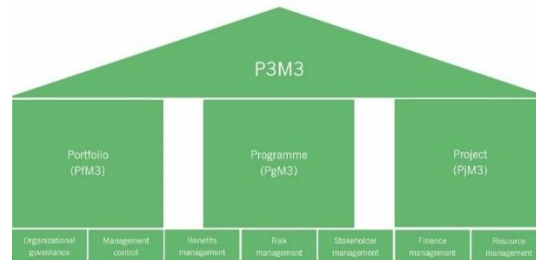 P3M3
Portfolio
(PfM3)
Programme
(PgM3)
Project
(PjM3)
Organizational
governance
Management
control
Benefits
management
Risk
management
Stakeholder
management
Finance
management
Resource
management